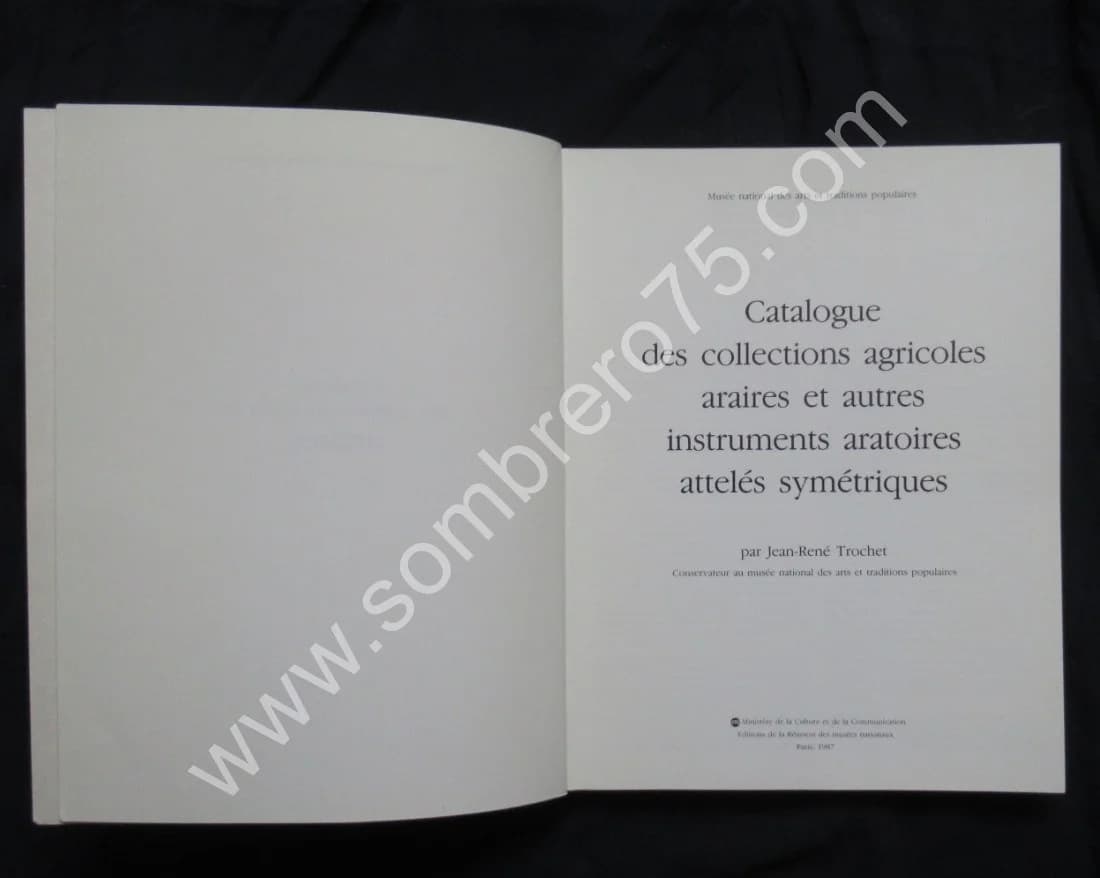 Musée national des arts et traditions populaires
Catalogue
des collections agricoles
araires et autres
instruments aratoires
attelés symétriques
par Jean-René Trochet
Conservateur au musée national des arts et traditions populaires
Ministère de la Culture et de la Communication
Editions de la Réunion des musées nationaux
Paris, 1987
www.sombrero75.com